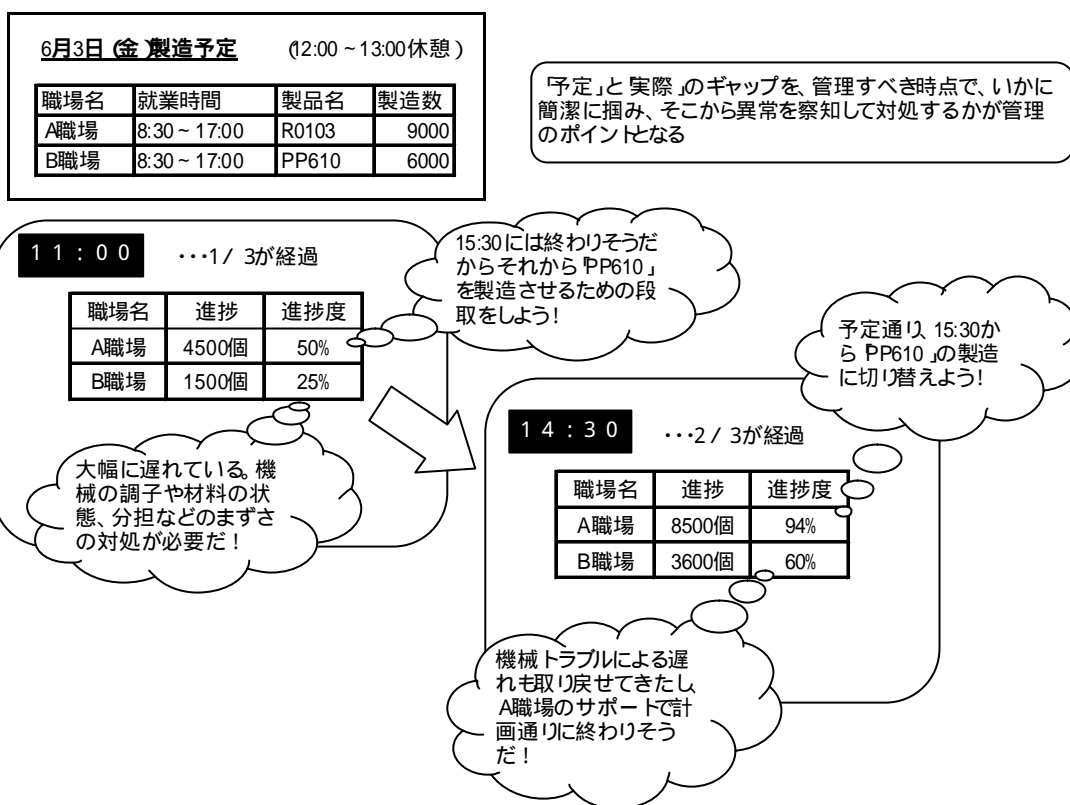 6月3日(金)製造予定 (12:00~13:00休憩)
職場名 就業時間 製品名 製造数
A職場 8:30~17:00 R0103 9000
B職場 8:30~17:00 PP610 6000
「予定」と「実際」のギャップを、管理すべき時点で、いかに
簡潔に掴み、そこから異常を察知して対処するかが管理
のポイントとなる
11:00 ・・・1/3が経過
職場名 進捗 進捗度
A職場 4500個 50%
B職場 1500個 25%
15:30には終わりそうだ
からそれから「PP610」
を製造させるための段
取をしよう!
大幅に遅れている。機
械の調子や材料の状
態、分担などのまずさ
の対処が必要だ!
14:30 ・・・2/3が経過
職場名 進捗 進捗度
A職場 8500個 94%
B職場 3600個 60%
予定通り、15:30か
ら「PP610」の製造
に切り替えよう!
機械トラブルによる遅
れも取り戻せてきたし、
A職場のサポートで計
画通りに終わりそう
だ!